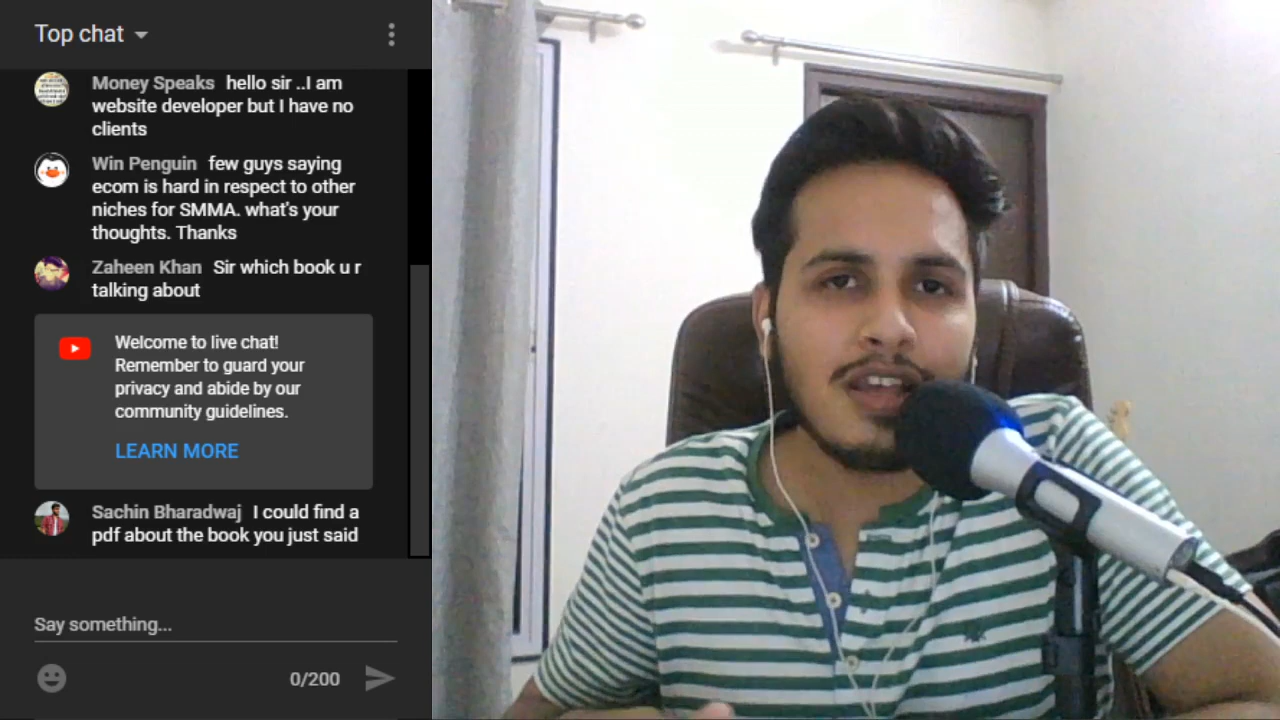 Top chat
Money Speaks hello sir ..I am
website developer but I have no
clients
Win Penguin few guys saying
ecom is hard in respect to other
niches for SMMA. what's your
thoughts. Thanks
Zaheen Khan Sir which book u r
talking about
Welcome to live chat!
Remember to guard your
privacy and abide by our
community guidelines.
LEARN MORE
Sachin Bharadwaj I could find a
pdf about the book you just said
Say something...
0/200